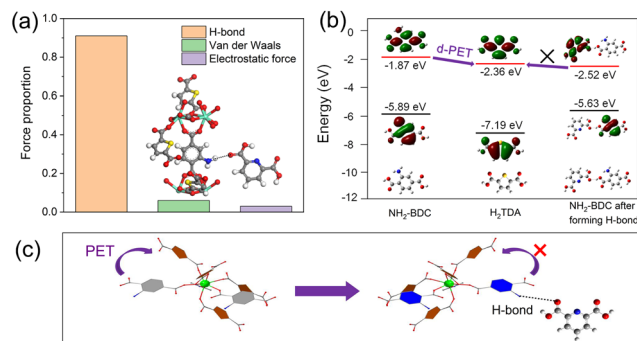 (a)
H-bond
Van der Waals
Electrostatic force
Force proportion
1.0
0.8
0.6
0.4
0.2
0.0
(b)
Energy (eV)
0
-2
-4
-6
-8
-10
-12
d-PET
-1.87 eV
-2.36 eV
-2.52 eV
-5.89 eV
-7.19 eV
-5.63 eV
NH₂-BDC
H₂TDA
NH₂-BDC after
forming H-bond
(c)
PET
H-bond